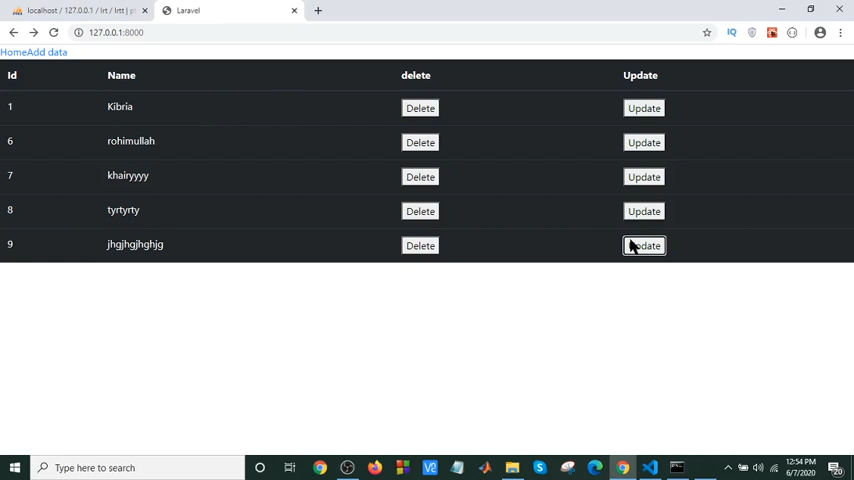 localhost / 127.0.0.1 / lrt / lrtt | p
Laravel
127.0.0.1:8000
IQ
HomeAdd data
Id Name delete Update
1 Kibria Delete Update
6 rohimullah Delete Update
7 khairyyyy Delete Update
8 tyrtyrty Delete Update
9 jhgjhgjhghjg Delete
Type here to search
12:54 PM
6/7/2020
20